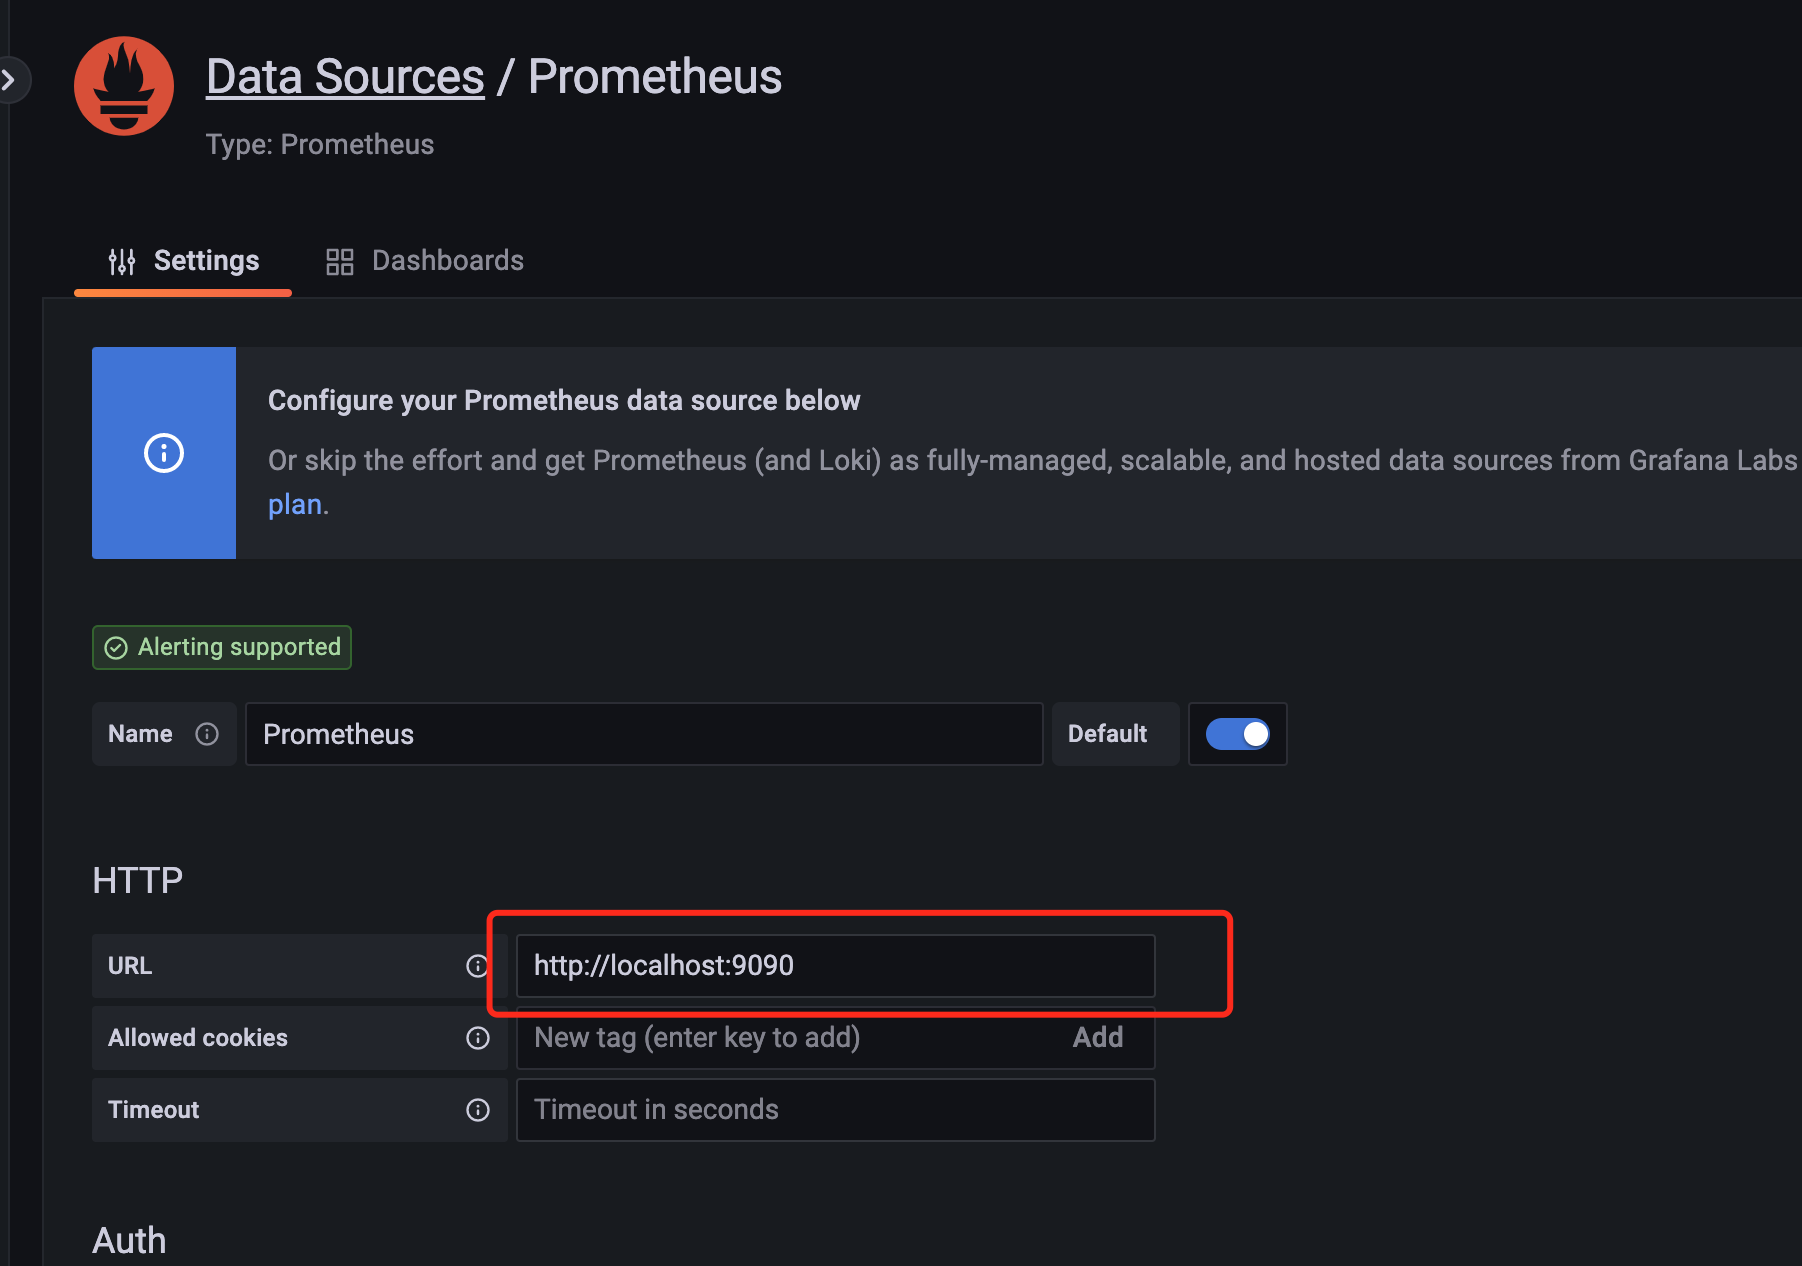 Data Sources / Prometheus
Type: Prometheus
Settings
Dashboards
Configure your Prometheus data source below
Or skip the effort and get Prometheus (and Loki) as fully-managed, scalable, and hosted data sources from Grafana Labs
plan.
Alerting supported
Name
Prometheus
Default
HTTP
URL
http://localhost:9090
Allowed cookies
New tag (enter key to add)
Add
Timeout
Timeout in seconds
Auth